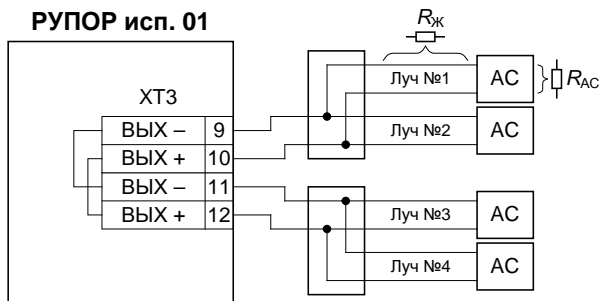 РУПОР исп. 01
XT3
ВЫХ – 9
ВЫХ + 10
ВЫХ – 11
ВЫХ + 12
RЖ
Луч №1
АС
RАС
Луч №2
АС
Луч №3
АС
Луч №4
АС